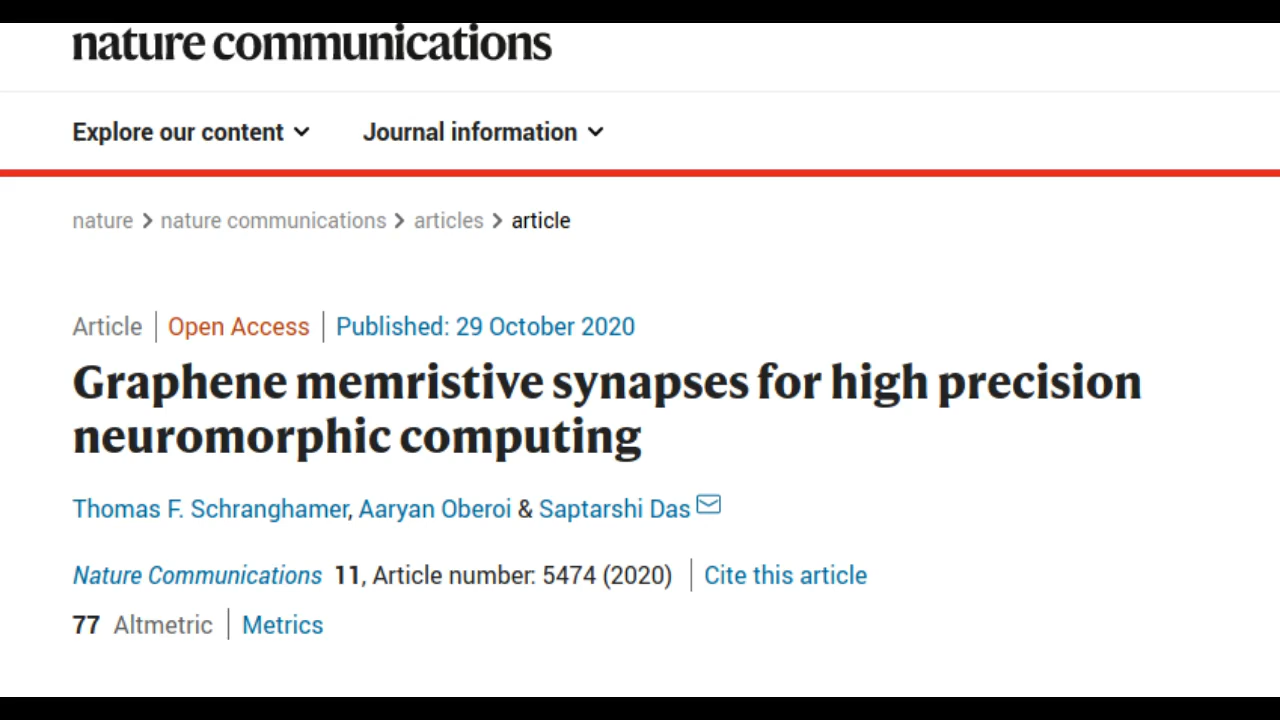 nature communications
Explore our content Journal information
nature > nature communications > articles > article
Article | Open Access | Published: 29 October 2020
Graphene memristive synapses for high precision
neuromorphic computing
Thomas F. Schranghamer, Aaryan Oberoi & Saptarshi Das
Nature Communications 11, Article number: 5474 (2020) | Cite this article
77 Altmetric | Metrics